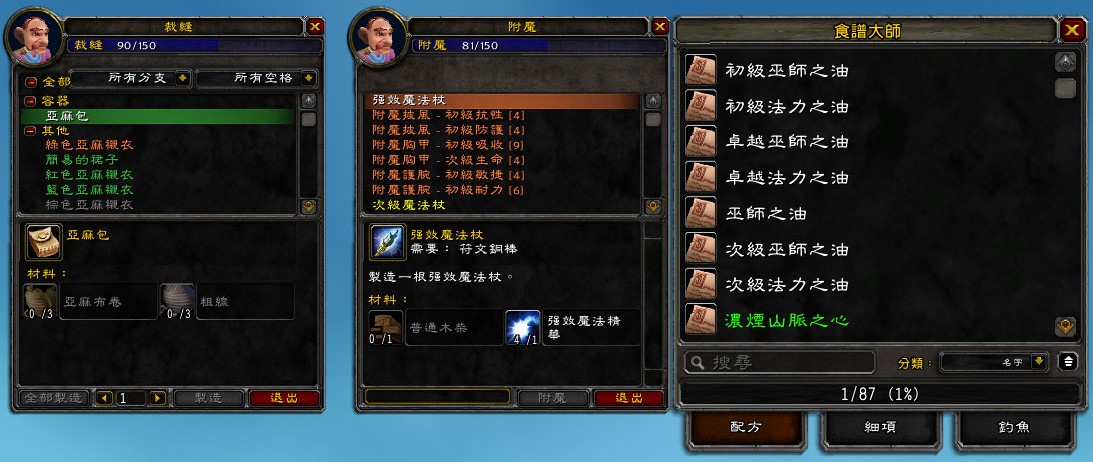 裁縫
裁縫 90/150
全部
所有分支
所有空格
容器
亞麻包
其他
綠色亞麻襯衣
簡易的裙子
紅色亞麻襯衣
藍色亞麻襯衣
棕色亞麻襯衣
亞麻包
材料：
亞麻布卷
0 /3
粗線
0 /3
全部製造
1
製造
退出
附魔
附魔 81/150
強效魔法杖
附魔披風 - 初級抗性 [4]
附魔披風 - 初級防護 [4]
附魔胸甲 - 初級吸收 [9]
附魔胸甲 - 次級生命 [4]
附魔護腕 - 初級敏捷 [4]
附魔護腕 - 初級耐力 [6]
次級魔法杖
強效魔法杖
需要： 符文銅棒
製造一根強效魔法杖。
材料：
普通木柴
0 /1
強效魔法精
華
4 /1
附魔
退出
食譜大師
初級巫師之油
初級法力之油
卓越巫師之油
卓越法力之油
巫師之油
次級巫師之油
次級法力之油
濃煙山脈之心
搜尋
分類：
名字
1/87 (1%)
配方
細項
釣魚